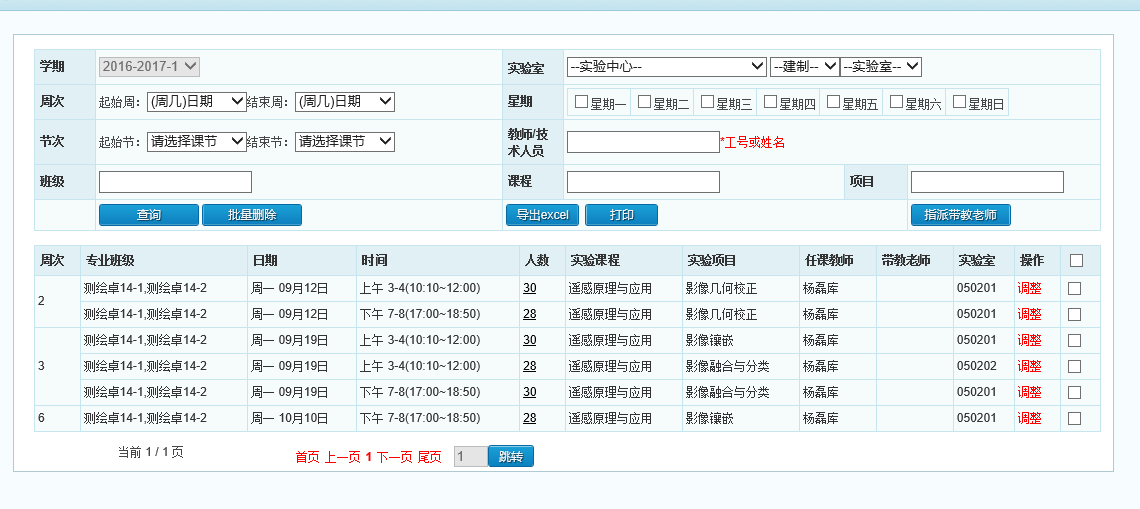 学期 2016-2017-1 实验室 --实验中心-- --建制-- --实验室--
周次 起始周: (周几)日期 结束周: (周几)日期 星期 星期一 星期二 星期三 星期四 星期五 星期六 星期日
节次 起始节: 请选择课节 结束节: 请选择课节 教师/技术人员 *工号或姓名
班级 课程 项目
查询 批量删除 导出excel 打印 指派带教老师
周次 专业班级 日期 时间 人数 实验课程 实验项目 任课教师 带教老师 实验室 操作
2 测绘卓14-1,测绘卓14-2 周一 09月12日 上午 3-4(10:10~12:00) 30 遥感原理与应用 影像几何校正 杨磊库 050201 调整
测绘卓14-1,测绘卓14-2 周一 09月12日 下午 7-8(17:00~18:50) 28 遥感原理与应用 影像几何校正 杨磊库 050201 调整
3 测绘卓14-1,测绘卓14-2 周一 09月19日 上午 3-4(10:10~12:00) 30 遥感原理与应用 影像镶嵌 杨磊库 050201 调整
测绘卓14-1,测绘卓14-2 周一 09月19日 上午 3-4(10:10~12:00) 28 遥感原理与应用 影像融合与分类 杨磊库 050202 调整
测绘卓14-1,测绘卓14-2 周一 09月19日 下午 7-8(17:00~18:50) 30 遥感原理与应用 影像融合与分类 杨磊库 050201 调整
6 测绘卓14-1,测绘卓14-2 周一 10月10日 下午 7-8(17:00~18:50) 28 遥感原理与应用 影像镶嵌 杨磊库 050201 调整
当前 1 / 1 页 首页 上一页 1 下一页 尾页 1 跳转